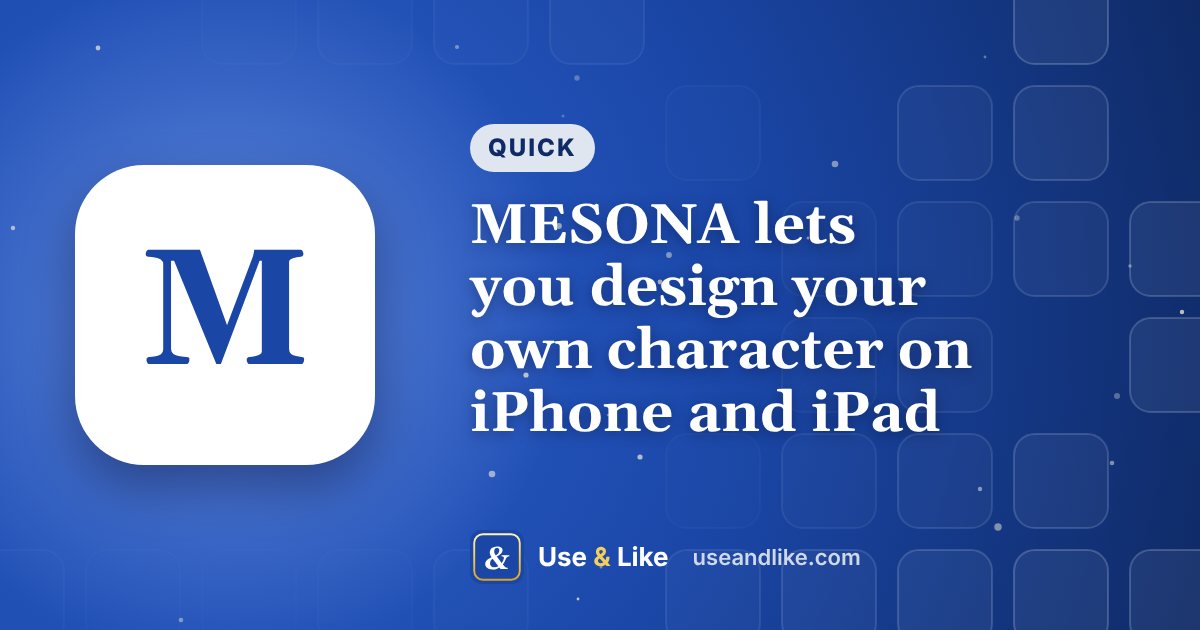 QUICK
M
MESONA lets
you design your
own character on
iPhone and iPad
& Use & Like useandlike.com